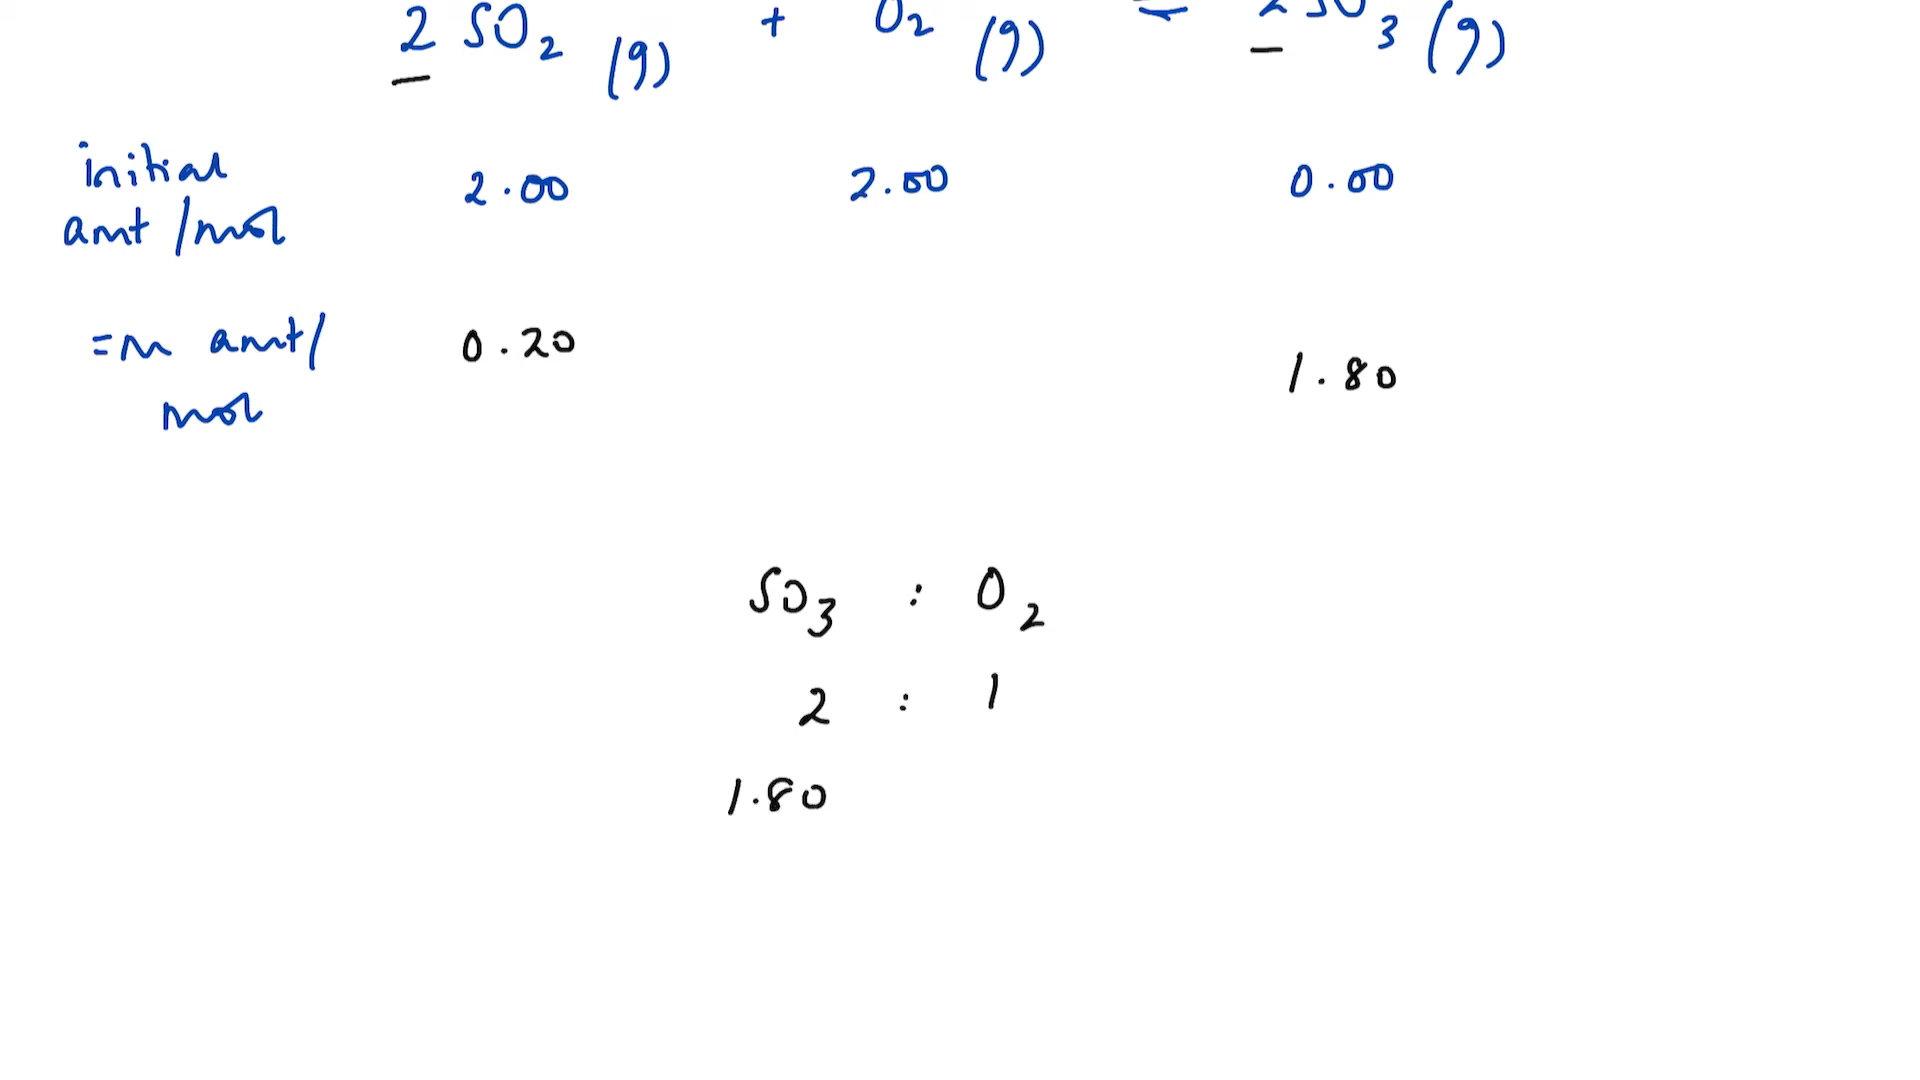 2 SO2 (g) + O2 (g) ⇌ 2 SO3 (g)
initial
amt /mol 2.00 2.00 0.00
=m amt/ 0.20 1.80
mol
SO3 : O2
2 : 1
1.80